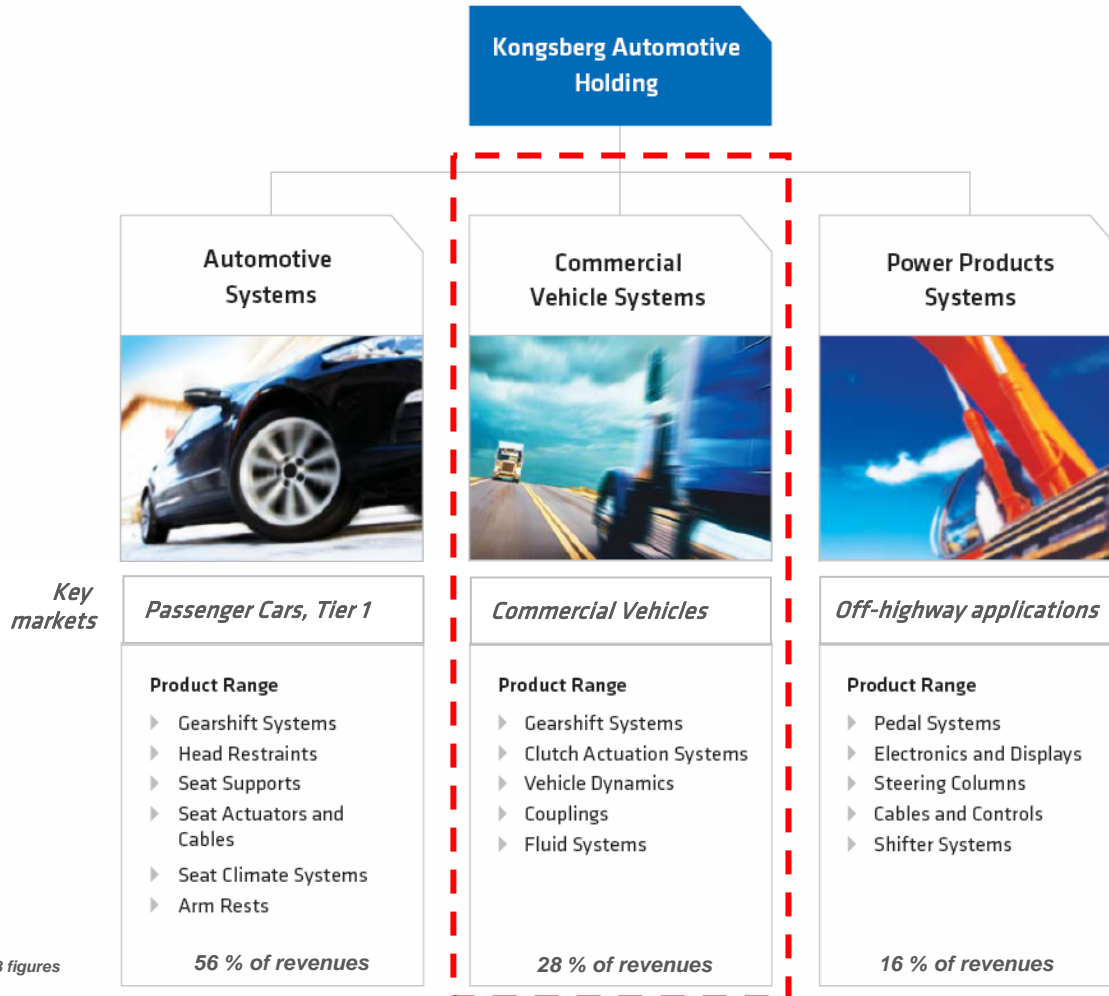 Kongsberg Automotive
Holding
Automotive
Systems
Commercial
Vehicle Systems
Power Products
Systems
Key
markets
Passenger Cars, Tier 1
Commercial Vehicles
Off-highway applications
Product Range
Gearshift Systems
Head Restraints
Seat Supports
Seat Actuators and
Cables
Seat Climate Systems
Arm Rests
56 % of revenues
Product Range
Gearshift Systems
Clutch Actuation Systems
Vehicle Dynamics
Couplings
Fluid Systems
28 % of revenues
Product Range
Pedal Systems
Electronics and Displays
Steering Columns
Cables and Controls
Shifter Systems
16 % of revenues
figures